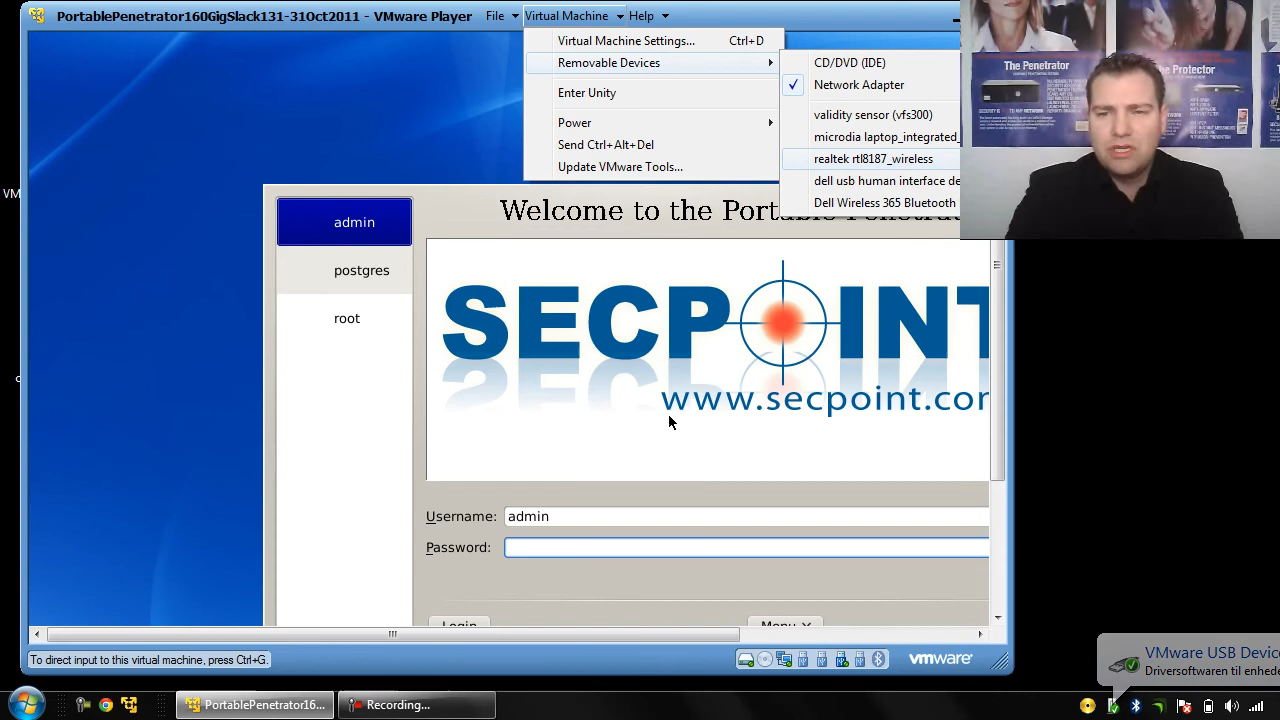 PortablePenetrator160GigSlack131-31Oct2011 - VMware Player
File
Virtual Machine
Help
Virtual Machine Settings...
Ctrl+D
Removable Devices
Enter Unity
Power
Send Ctrl+Alt+Del
Update VMware Tools...
CD/DVD (IDE)
Network Adapter
validity sensor (vfs300)
microdia laptop_integrated_
realtek rtl8187_wireless
dell usb human interface de
Dell Wireless 365 Bluetooth
The Penetrator
The Protector
VM
Welcome to the Portable
admin
postgres
root
SECPOINT
www.secpoint.com
Username:
admin
Password:
Login
Menu
To direct input to this virtual machine, press Ctrl+G.
vmware
VMware USB Device
Driversoftwaren til enhede
PortablePenetrator16...
Recording...